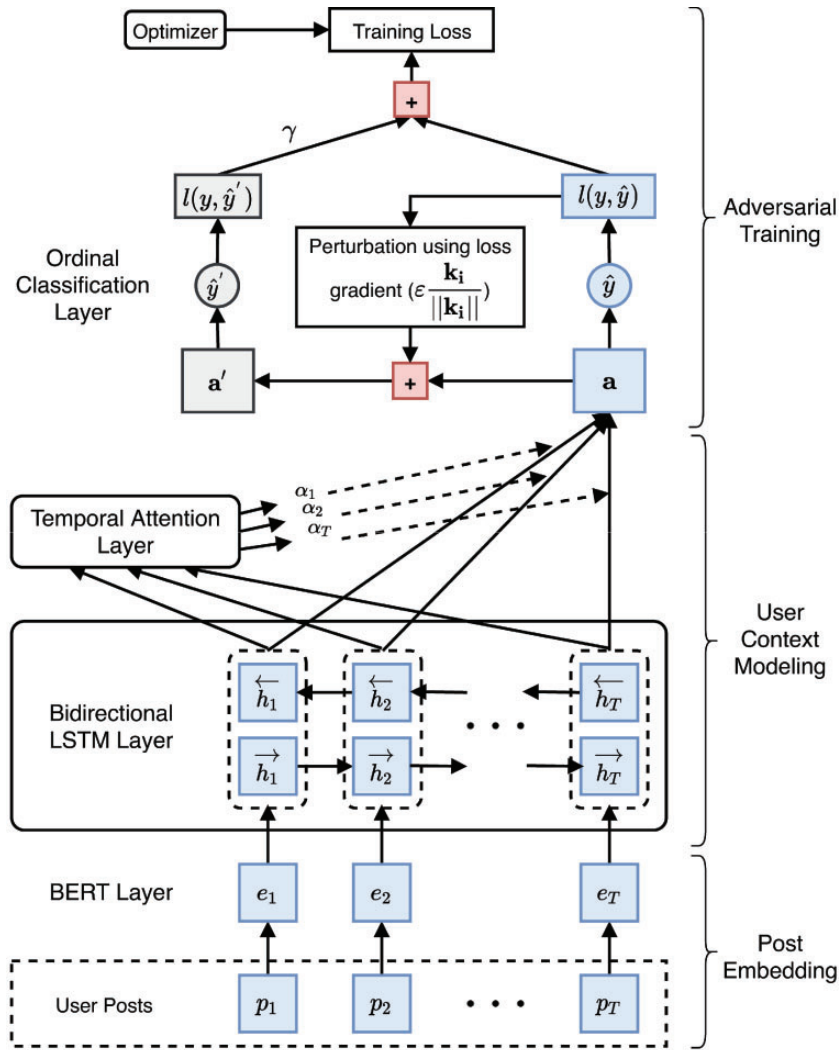 Optimizer
Training Loss
+
γ
l(y, ŷ′)
l(y, ŷ)
Adversarial
Training
Perturbation using loss
gradient (ε k_i / ||k_i||)
Ordinal
Classification
Layer
ŷ′
ŷ
a′
+
a
α₁
α₂
α_T
Temporal Attention
Layer
User
Context
Modeling
Bidirectional
LSTM Layer
←h₁
←h₂
←h_T
• • •
→h₁
→h₂
→h_T
BERT Layer
e₁
e₂
e_T
Post
Embedding
User Posts
p₁
p₂
• • •
p_T